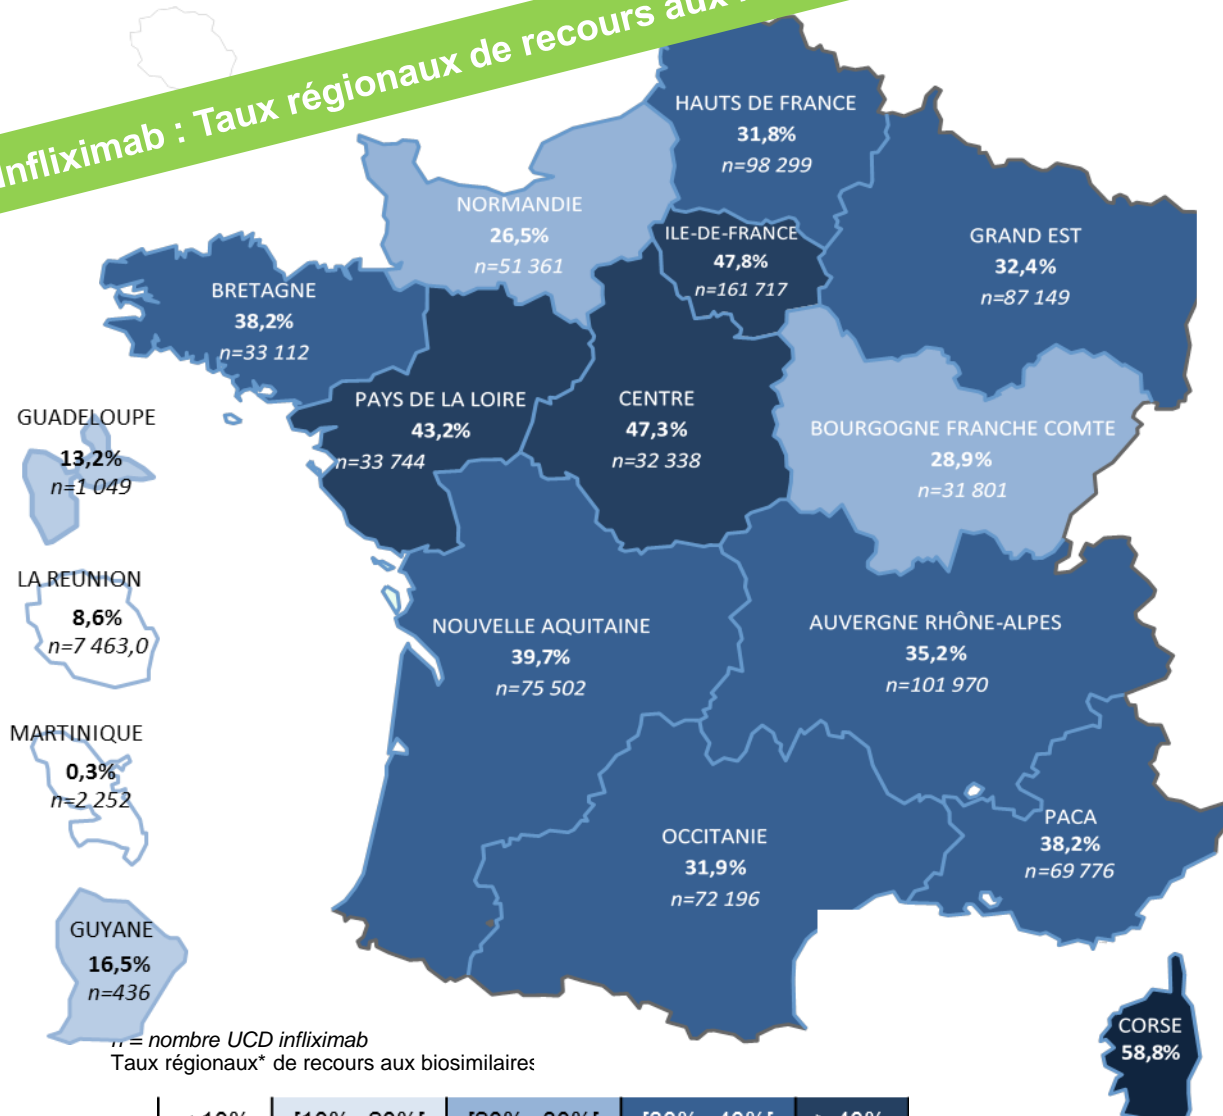 Infliximab : Taux régionaux de recours aux
HAUTS DE FRANCE
31,8%
n=98 299
NORMANDIE
26,5%
n=51 361
ILE-DE-FRANCE
47,8%
n=161 717
GRAND EST
32,4%
n=87 149
BRETAGNE
38,2%
n=33 112
PAYS DE LA LOIRE
43,2%
n=33 744
CENTRE
47,3%
n=32 338
BOURGOGNE FRANCHE COMTE
28,9%
n=31 801
GUADELOUPE
13,2%
n=1 049
LA REUNION
8,6%
n=7 463,0
NOUVELLE AQUITAINE
39,7%
n=75 502
AUVERGNE RHÔNE-ALPES
35,2%
n=101 970
MARTINIQUE
0,3%
n=2 252
OCCITANIE
31,9%
n=72 196
PACA
38,2%
n=69 776
GUYANE
16,5%
n=436
CORSE
58,8%
n = nombre UCD infliximab
Taux régionaux* de recours aux biosimilaires